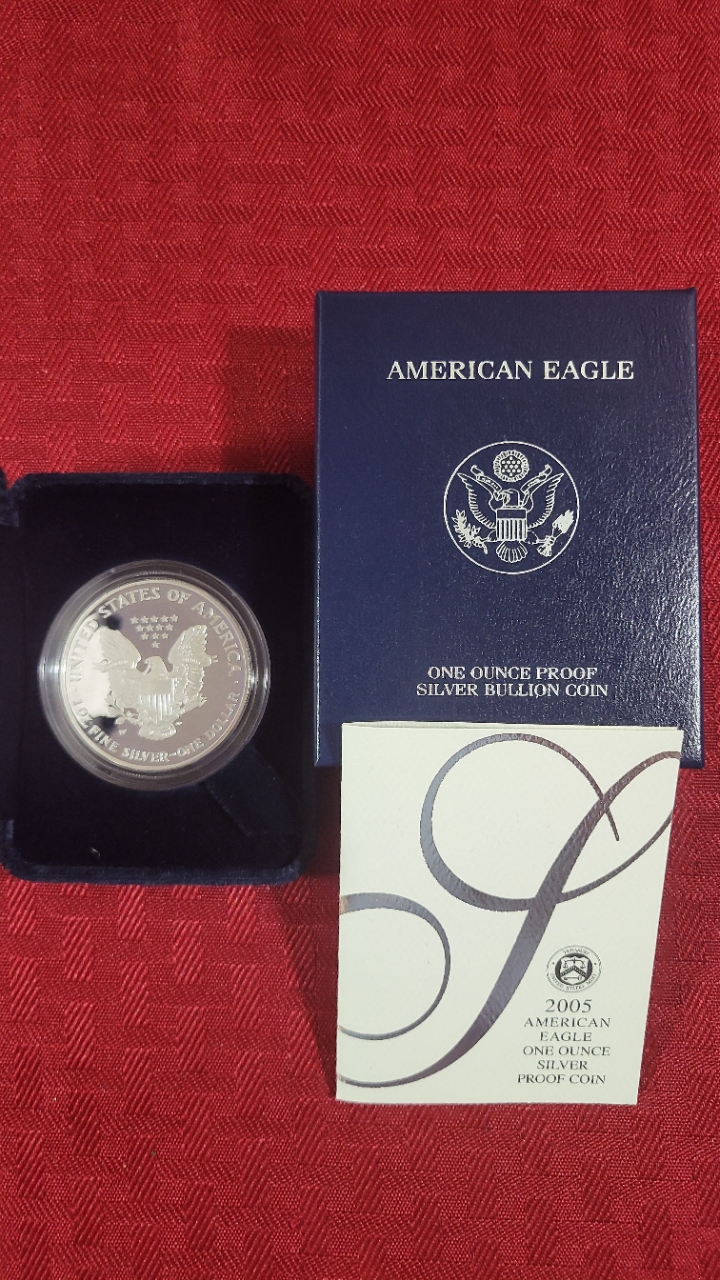 UNITED STATES OF AMERICA
1 OZ. FINE SILVER~ONE DOLLAR
AMERICAN EAGLE
ONE OUNCE PROOF
SILVER BULLION COIN
2005
AMERICAN
EAGLE
ONE OUNCE
SILVER
PROOF COIN